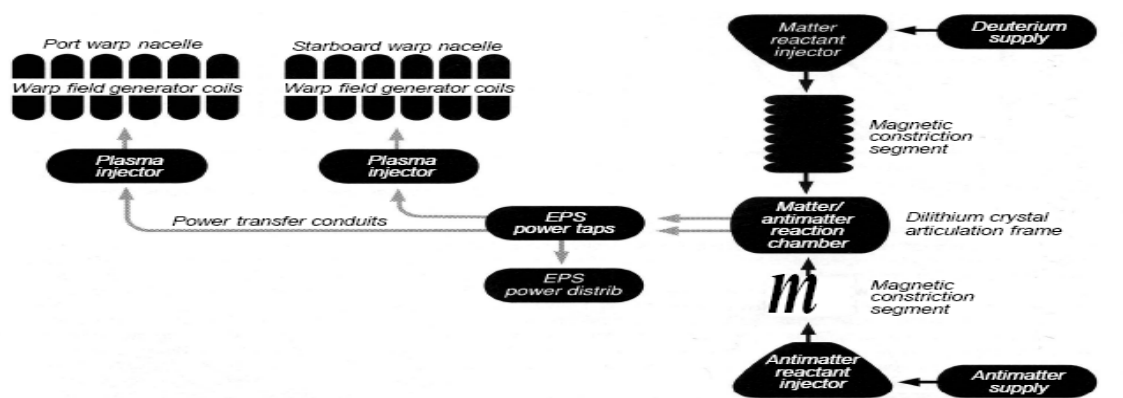 Port warp nacelle
Warp field generator coils
Plasma
injector
Starboard warp nacelle
Warp field generator coils
Plasma
injector
Power transfer conduits
EPS
power taps
EPS
power distrib
Matter
reactant
injector
Deuterium
supply
Magnetic
constriction
segment
Matter/
antimatter
reaction
chamber
Dilithium crystal
articulation frame
m
Magnetic
constriction
segment
Antimatter
reactant
injector
Antimatter
supply